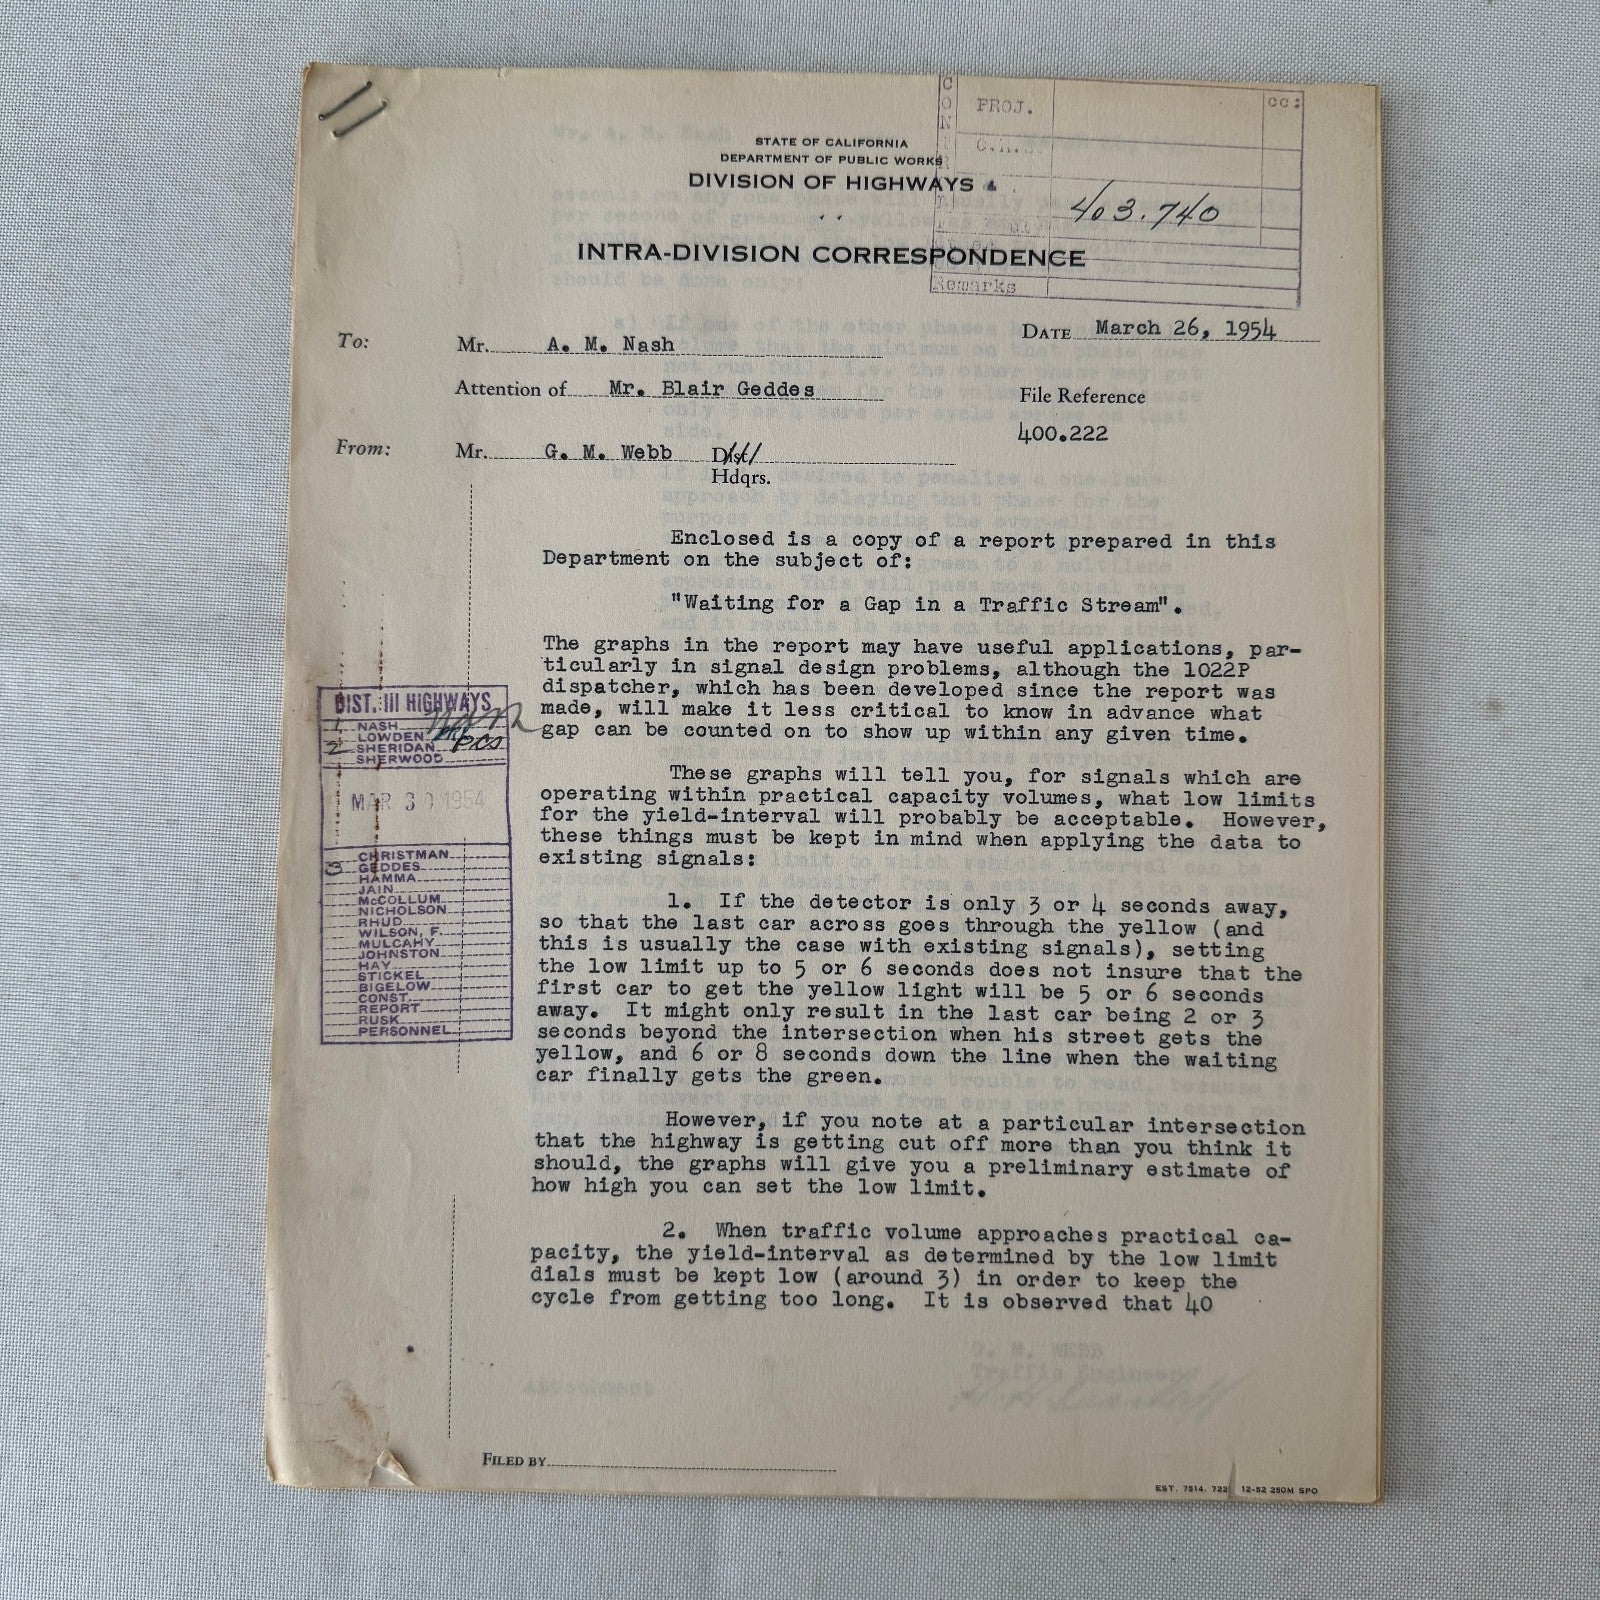 STATE OF CALIFORNIA
DEPARTMENT OF PUBLIC WORKS
DIVISION OF HIGHWAYS
INTRA-DIVISION CORRESPONDENCE
PROJ.
cc:
403.740
Remarks
DATE March 26, 1954
To: Mr. A. M. Nash
Attention of Mr. Blair Geddes
File Reference
400.222
From: Mr. G. M. Webb Dist.
Hdqrs.
Enclosed is a copy of a report prepared in this
Department on the subject of:
"Waiting for a Gap in a Traffic Stream".
The graphs in the report may have useful applications, par-
ticularly in signal design problems, although the 1022P
dispatcher, which has been developed since the report was
made, will make it less critical to know in advance what
gap can be counted on to show up within any given time.
These graphs will tell you, for signals which are
operating within practical capacity volumes, what low limits
for the yield-interval will probably be acceptable. However,
these things must be kept in mind when applying the data to
existing signals:
1. If the detector is only 3 or 4 seconds away,
so that the last car across goes through the yellow (and
this is usually the case with existing signals), setting
the low limit up to 5 or 6 seconds does not insure that the
first car to get the yellow light will be 5 or 6 seconds
away. It might only result in the last car being 2 or 3
seconds beyond the intersection when his street gets the
yellow, and 6 or 8 seconds down the line when the waiting
car finally gets the green.
However, if you note at a particular intersection
that the highway is getting cut off more than you think it
should, the graphs will give you a preliminary estimate of
how high you can set the low limit.
2. When traffic volume approaches practical ca-
pacity, the yield-interval as determined by the low limit
dials must be kept low (around 3) in order to keep the
cycle from getting too long. It is observed that 40
DIST. III HIGHWAYS
1 NASH
LOWDEN
2 SHERIDAN PCS
SHERWOOD
MAR 30 1954
CHRISTMAN
3 GEDDES
HAMMA
JAIN
McCOLLUM
NICHOLSON
RHUD
WILSON, F.
MULCAHY
JOHNSTON
HAY
STICKEL
BIGELOW
CONST.
REPORT
RUSK
PERSONNEL
FILED BY
EST. 7514. 722 12-52 250M SPO